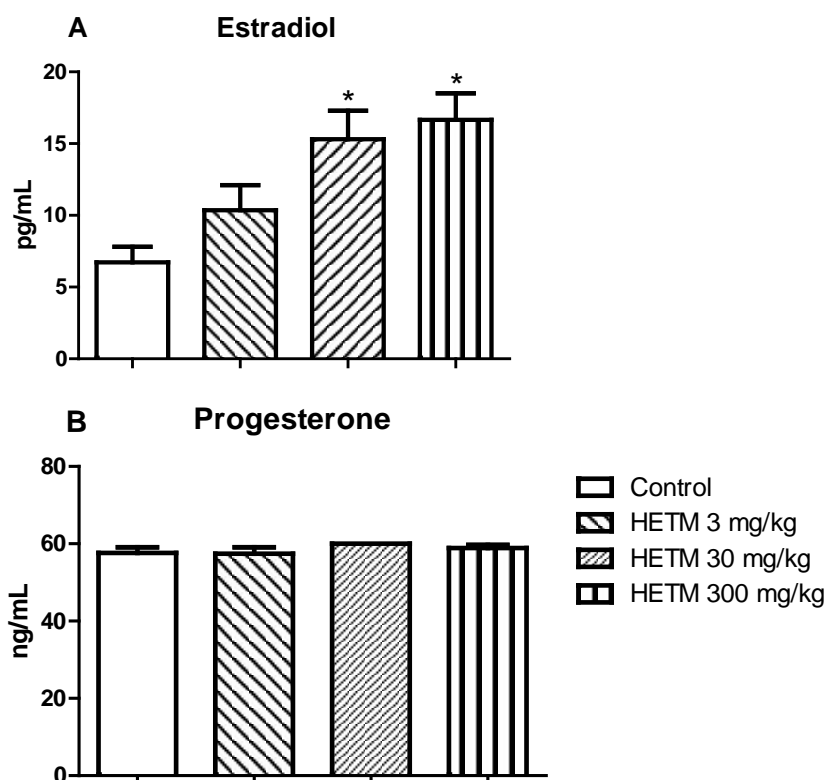 A Estradiol
20
15
10
5
0
pg/mL
*
*
B Progesterone
80
60
40
20
0
ng/mL
Control
HETM 3 mg/kg
HETM 30 mg/kg
HETM 300 mg/kg